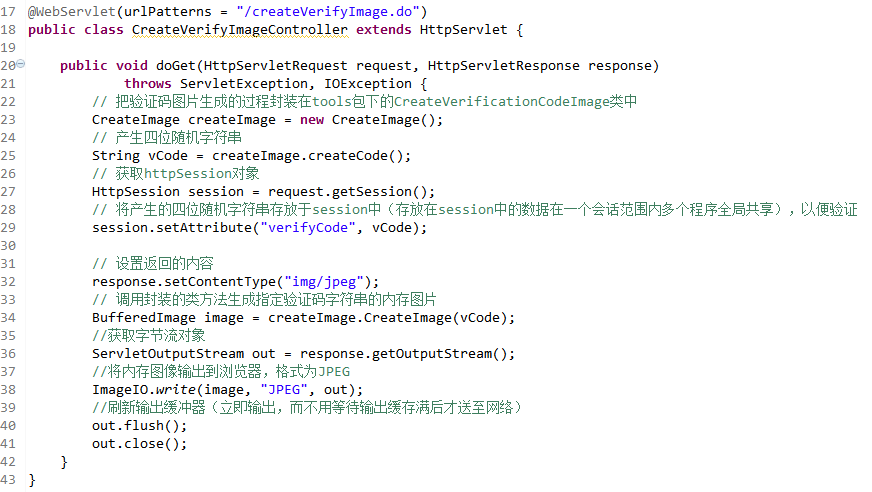 17 @WebServlet(urlPatterns = "/createVerifyImage.do")
18 public class CreateVerifyImageController extends HttpServlet {
19
20 public void doGet(HttpServletRequest request, HttpServletResponse response)
21 throws ServletException, IOException {
22 // 把验证码图片生成的过程封装在tools包下的CreateVerificationCodeImage类中
23 CreateImage createImage = new CreateImage();
24 // 产生四位随机字符串
25 String vCode = createImage.createCode();
26 // 获取httpSession对象
27 HttpSession session = request.getSession();
28 // 将产生的四位随机字符串存放于session中（存放在session中的数据在一个会话范围内多个程序全局共享），以便验证
29 session.setAttribute("verifyCode", vCode);
30
31 // 设置返回的内容
32 response.setContentType("img/jpeg");
33 // 调用封装的类方法生成指定验证码字符串的内存图片
34 BufferedImage image = createImage.CreateImage(vCode);
35 //获取字节流对象
36 ServletOutputStream out = response.getOutputStream();
37 //将内存图像输出到浏览器，格式为JPEG
38 ImageIO.write(image, "JPEG", out);
39 //刷新输出缓冲器（立即输出，而不用等待输出缓存满后才送至网络）
40 out.flush();
41 out.close();
42 }
43 }